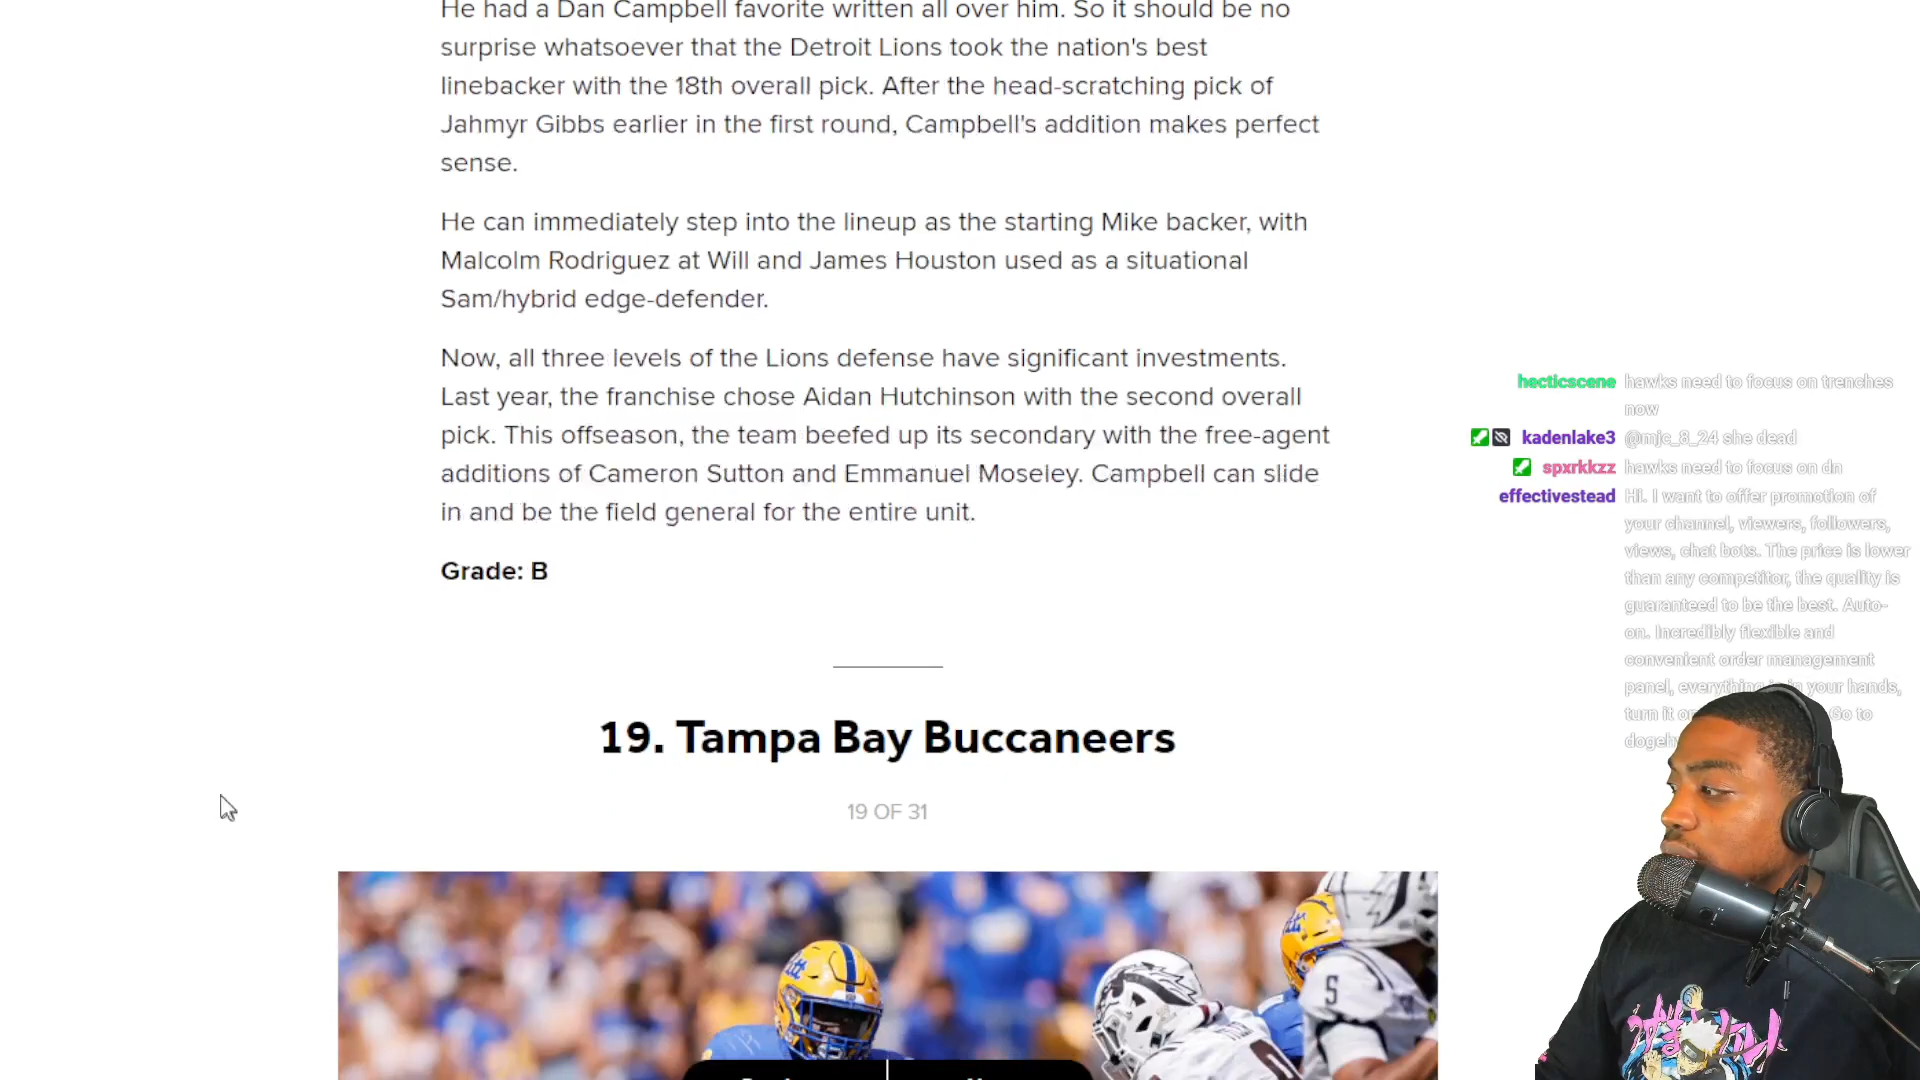 He had a Dan Campbell favorite written all over him. So it should be no
surprise whatsoever that the Detroit Lions took the nation's best
linebacker with the 18th overall pick. After the head-scratching pick of
Jahmyr Gibbs earlier in the first round, Campbell's addition makes perfect
sense.
He can immediately step into the lineup as the starting Mike backer, with
Malcolm Rodriguez at Will and James Houston used as a situational
Sam/hybrid edge-defender.
Now, all three levels of the Lions defense have significant investments.
Last year, the franchise chose Aidan Hutchinson with the second overall
pick. This offseason, the team beefed up its secondary with the free-agent
additions of Cameron Sutton and Emmanuel Moseley. Campbell can slide
in and be the field general for the entire unit.
Grade: B
19. Tampa Bay Buccaneers
19 OF 31
hecticscene hawks need to focus on trenches
now
kadenlake3 @mjc_8_24 she dead
spxrkkzz hawks need to focus on dn
effectivestead Hi. I want to offer promotion of
your channel, viewers, followers,
views, chat bots. The price is lower
than any competitor, the quality is
guaranteed to be the best. Auto-
on. Incredibly flexible and
convenient order management
panel, everything in your hands,
turn it Go to
5